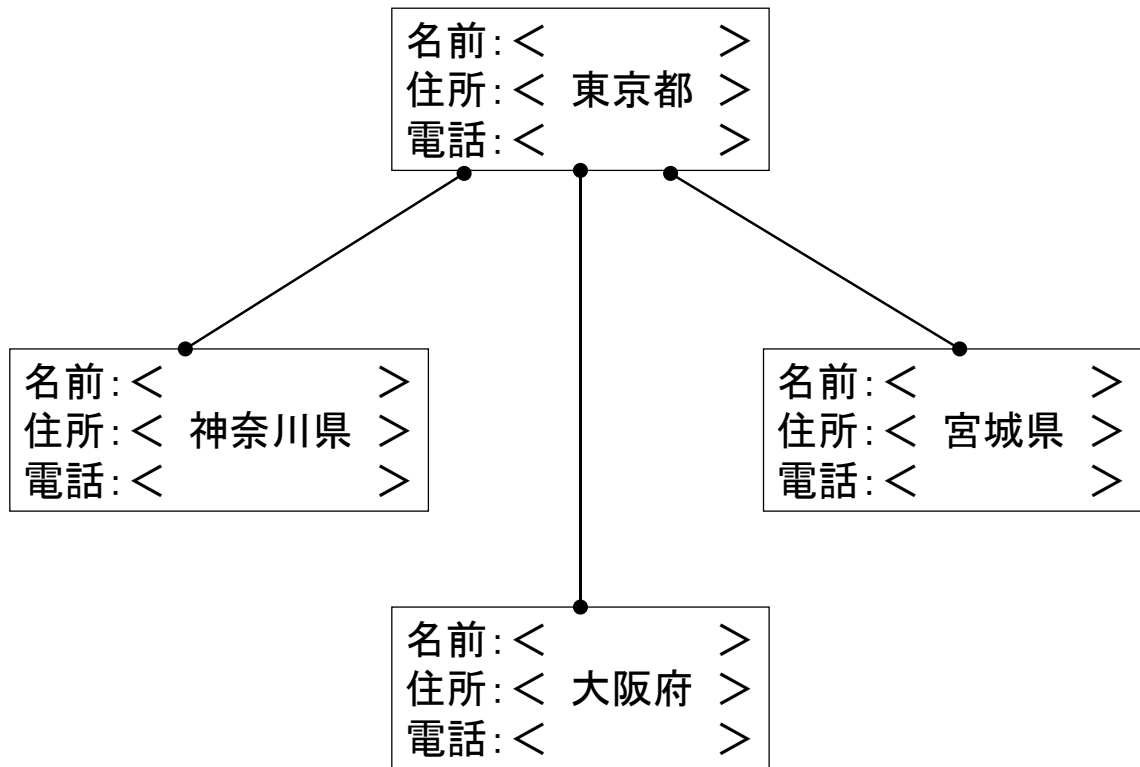 名前:<　　　　>
住所:< 東京都 >
電話:<　　　　>
名前:<　　　　　>
住所:< 神奈川県 >
電話:<　　　　　>
名前:<　　　　>
住所:< 宮城県 >
電話:<　　　　>
名前:<　　　　>
住所:< 大阪府 >
電話:<　　　　>